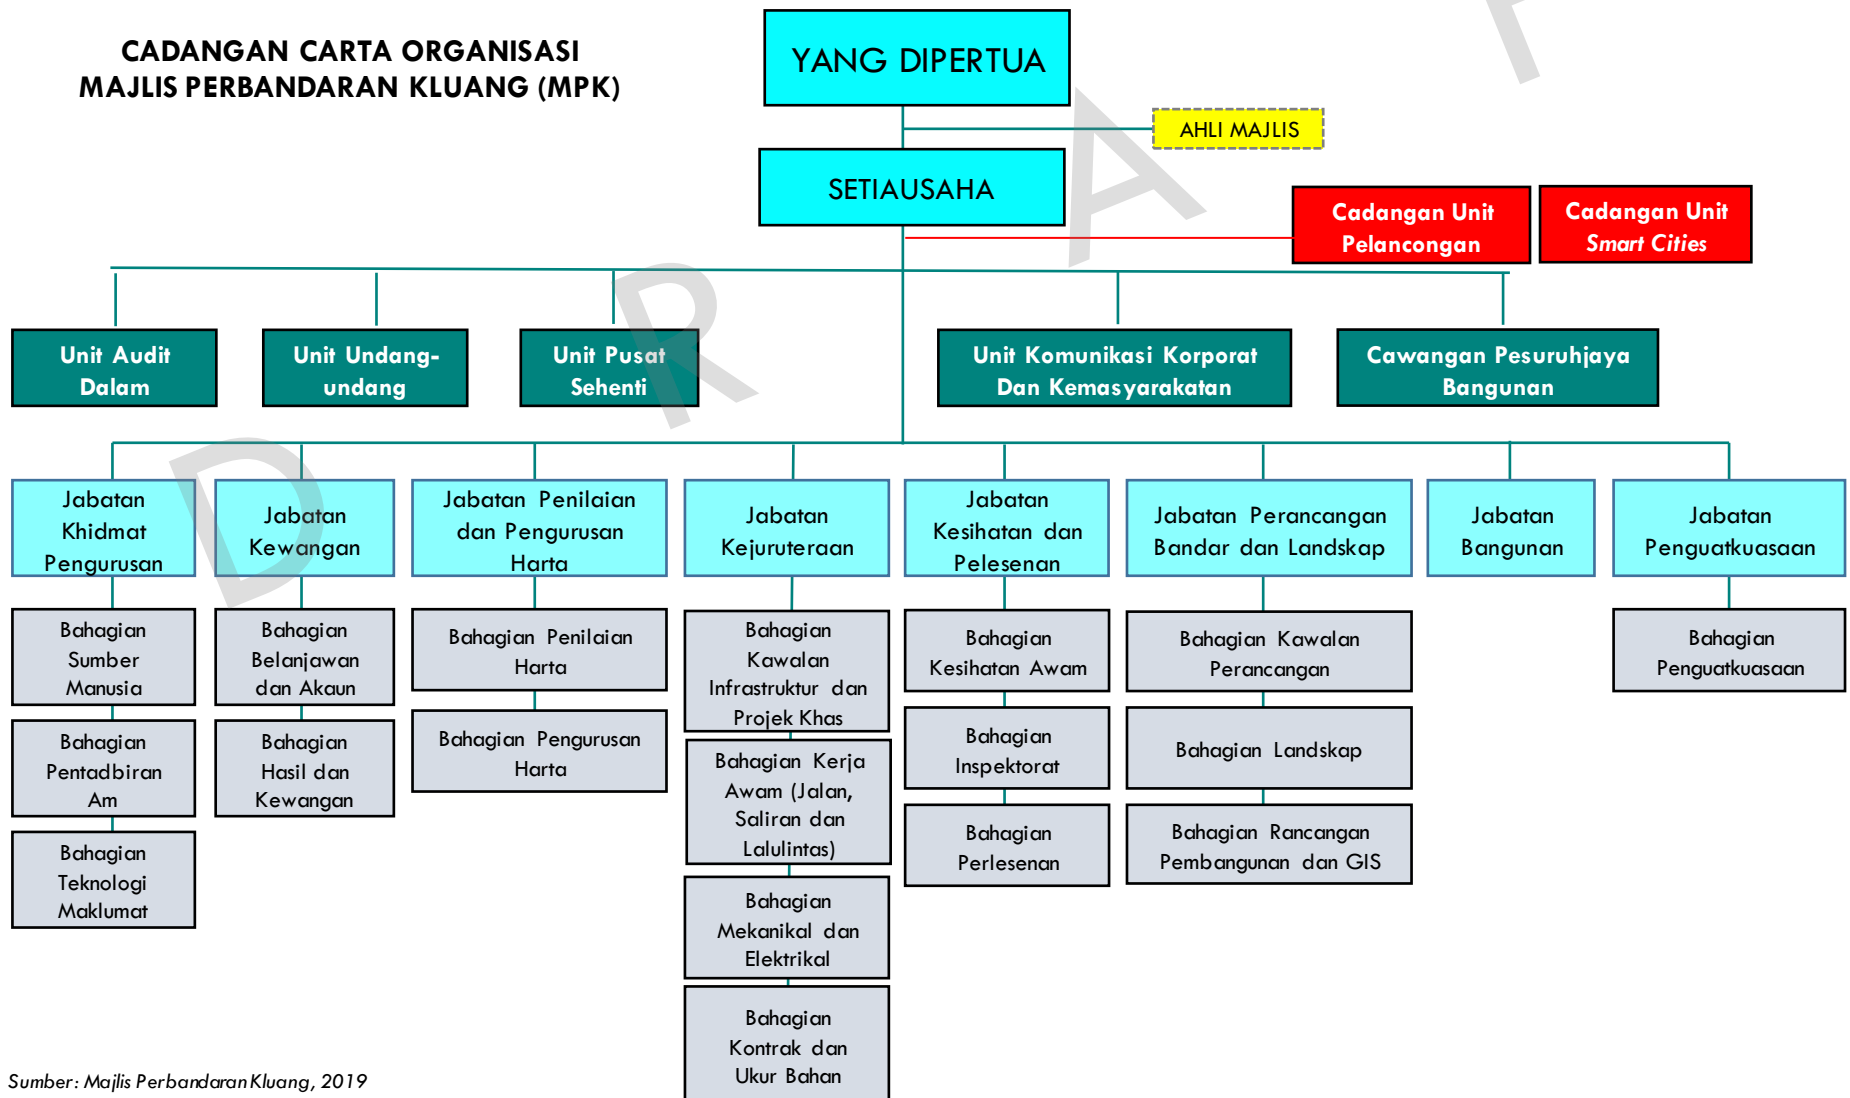 CADANGAN CARTA ORGANISASI
MAJLIS PERBANDARAN KLUANG (MPK)
YANG DIPERTUA
AHLI MAJLIS
SETIAUSAHA
Cadangan Unit
Pelancongan
Cadangan Unit
Smart Cities
Unit Audit
Dalam
Unit Undang-
undang
Unit Pusat
Sehenti
Unit Komunikasi Korporat
Dan Kemasyarakatan
Cawangan Pesuruhjaya
Bangunan
Jabatan
Khidmat
Pengurusan
Jabatan
Kewangan
Jabatan Penilaian
dan Pengurusan
Harta
Jabatan
Kejuruteraan
Jabatan
Kesihatan dan
Pelesenan
Jabatan Perancangan
Bandar dan Landskap
Jabatan
Bangunan
Jabatan
Penguatkuasaan
Bahagian
Sumber
Manusia
Bahagian
Pentadbiran
Am
Bahagian
Teknologi
Maklumat
Bahagian
Belanjawan
dan Akaun
Bahagian
Hasil dan
Kewangan
Bahagian Penilaian
Harta
Bahagian Pengurusan
Harta
Bahagian
Kawalan
Infrastruktur dan
Projek Khas
Bahagian Kerja
Awam (Jalan,
Saliran dan
Lalulintas)
Bahagian
Mekanikal dan
Elektrikal
Bahagian
Kontrak dan
Ukur Bahan
Bahagian
Kesihatan Awam
Bahagian
Inspektorat
Bahagian
Perlesenan
Bahagian Kawalan
Perancangan
Bahagian Landskap
Bahagian Rancangan
Pembangunan dan GIS
Bahagian
Penguatkuasaan
Sumber: Majlis Perbandaran Kluang, 2019
D R A F